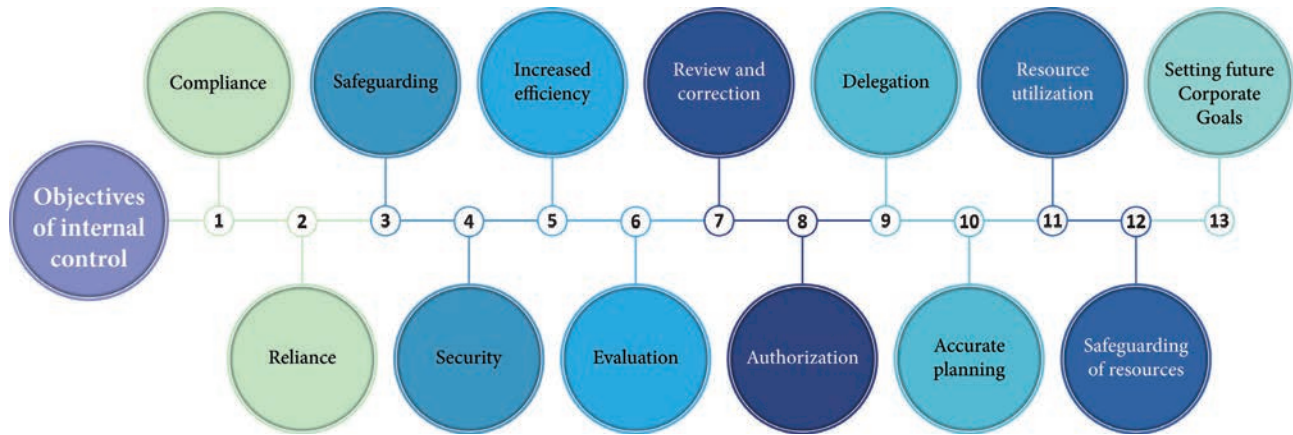 Objectives
of internal
control
1
Compliance
2
Reliance
3
Safeguarding
4
Security
5
Increased
efficiency
6
Evaluation
7
Review and
correction
8
Authorization
9
Delegation
10
Accurate
planning
11
Resource
utilization
12
Safeguarding
of resources
13
Setting future
Corporate
Goals